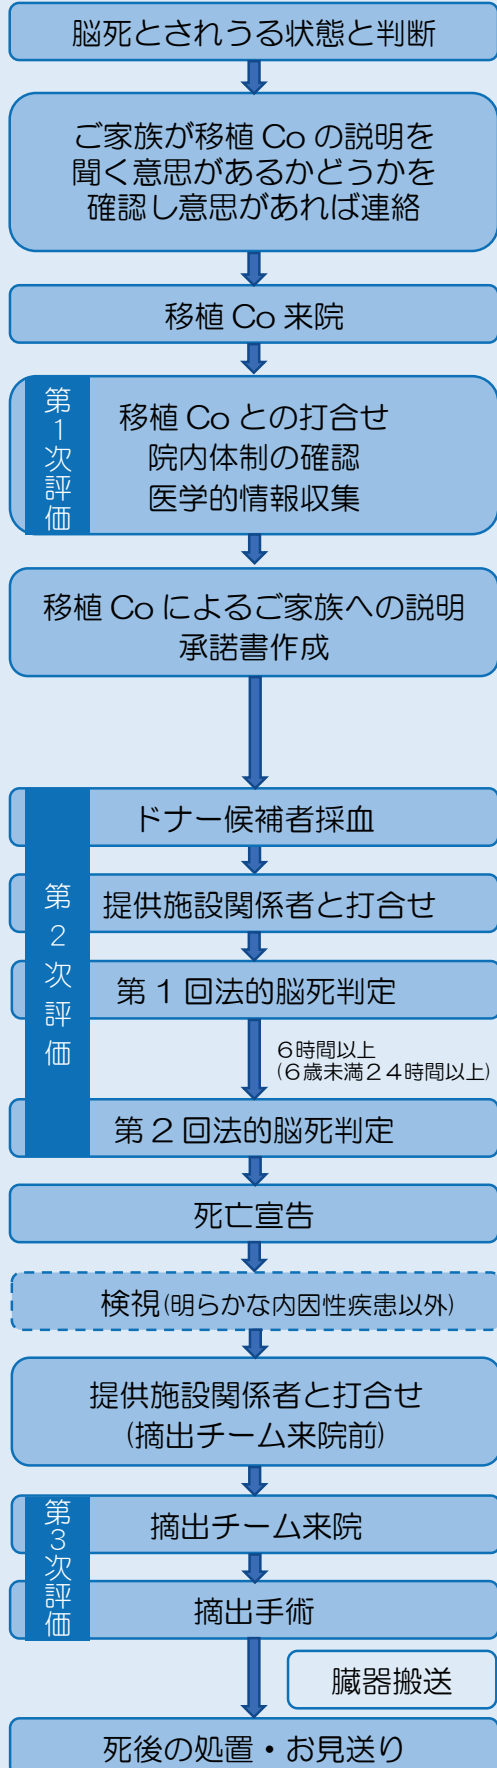 脳死とされうる状態と判断
ご家族が移植 Co の説明を
聞く意思があるかどうかを
確認し意思があれば連絡
移植 Co 来院
第1次評価
移植 Co との打合せ
院内体制の確認
医学的情報収集
移植 Co によるご家族への説明
承諾書作成
第2次評価
ドナー候補者採血
提供施設関係者と打合せ
第1回法的脳死判定
6時間以上
(6歳未満24時間以上)
第2回法的脳死判定
死亡宣告
検視(明らかな内因性疾患以外)
提供施設関係者と打合せ
(摘出チーム来院前)
第3次評価
摘出チーム来院
摘出手術
臓器搬送
死後の処置・お見送り